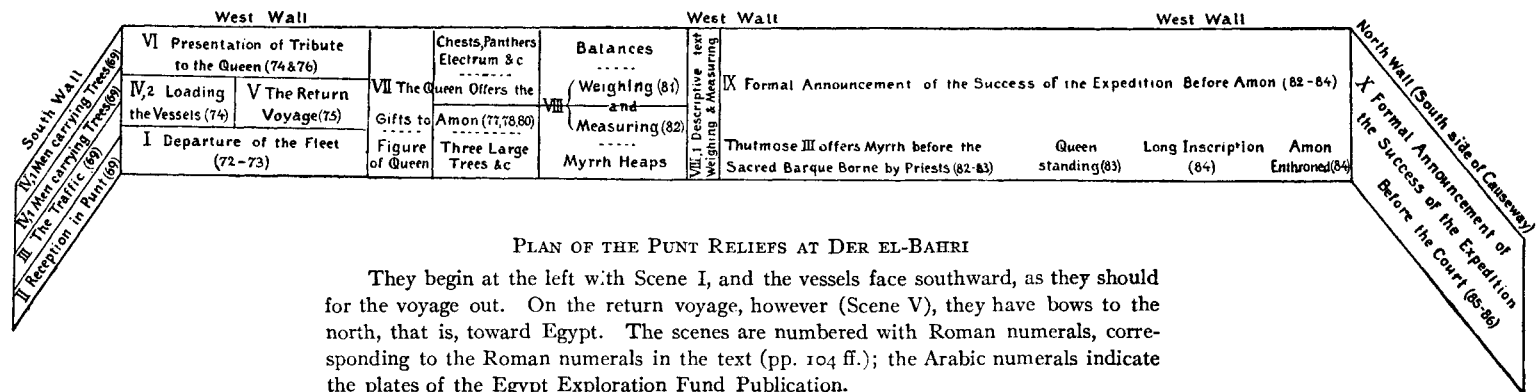 West Wall
West Wall
West Wall
South Wall
IV,1 Men carrying Trees (69)
IV,1 Men carrying Trees (69)
III The Traffic (69)
II Reception in Punt (69)
VI Presentation of Tribute
to the Queen (74&76)
IV,2 Loading
the Vessels (74)
V The Return
Voyage (75)
I Departure of the Fleet
(72-73)
Chests, Panthers
Electrum & c
VII The Queen Offers the
Gifts to Amon (77,78,80)
Figure
of Queen
Three Large
Trees & c
Balances
VIII
Weighing (81)
and
Measuring (82)
Myrrh Heaps
VIII,1 Descriptive text
Weighing & Measuring
IX Formal Announcement of the Success of the Expedition Before Amon (82-84)
Thutmose III offers Myrrh before the
Sacred Barque Borne by Priests (82-83)
Queen
standing (83)
Long Inscription
(84)
Amon
Enthroned (84)
North Wall (South side of Causeway)
X Formal Announcement of
the Success of the Expedition
Before the Court (85-86)
PLAN OF THE PUNT RELIEFS AT DER EL-BAHRI
They begin at the left with Scene I, and the vessels face southward, as they should
for the voyage out. On the return voyage, however (Scene V), they have bows to the
north, that is, toward Egypt. The scenes are numbered with Roman numerals, corre-
sponding to the Roman numerals in the text (pp. 104 ff.); the Arabic numerals indicate
the plates of the Egypt Exploration Fund Publication.